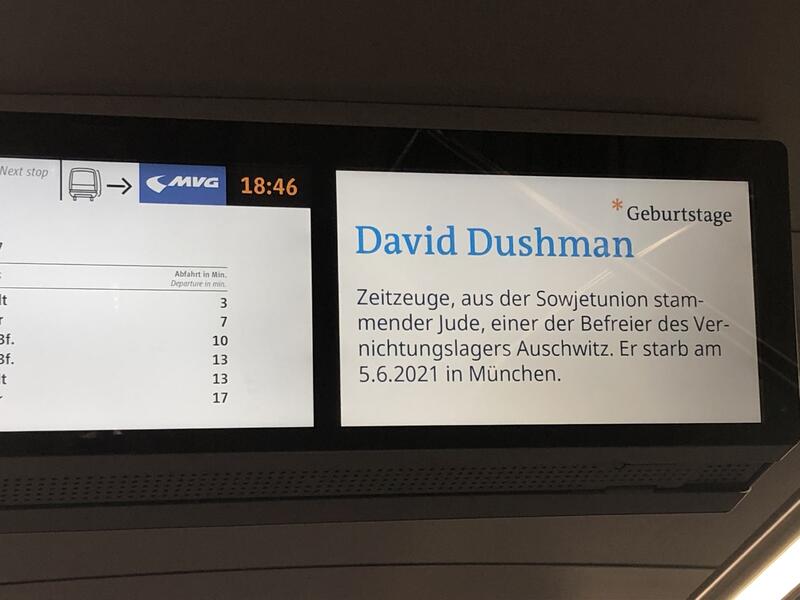 Next stop
MVG
18:46
Abfahrt in Min.
Departure in min.
3
7
10
13
13
17
*Geburtstage
David Dushman
Zeitzeuge, aus der Sowjetunion stam-
mender Jude, einer der Befreier des Ver-
nichtungslagers Auschwitz. Er starb am
5.6.2021 in München.